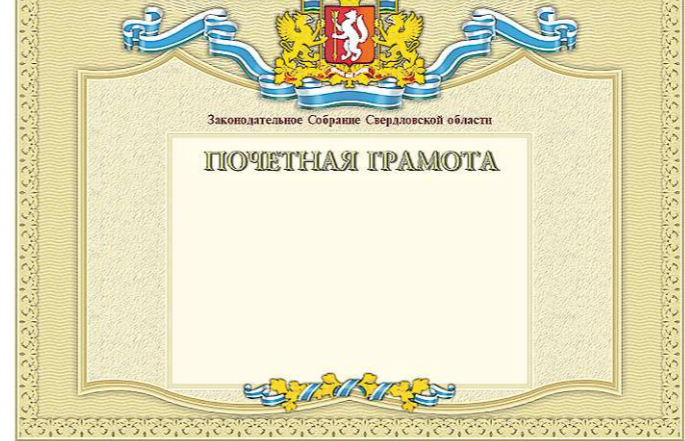 Законодательное Собрание Свердловской области
ПОЧЕТНАЯ ГРАМОТА